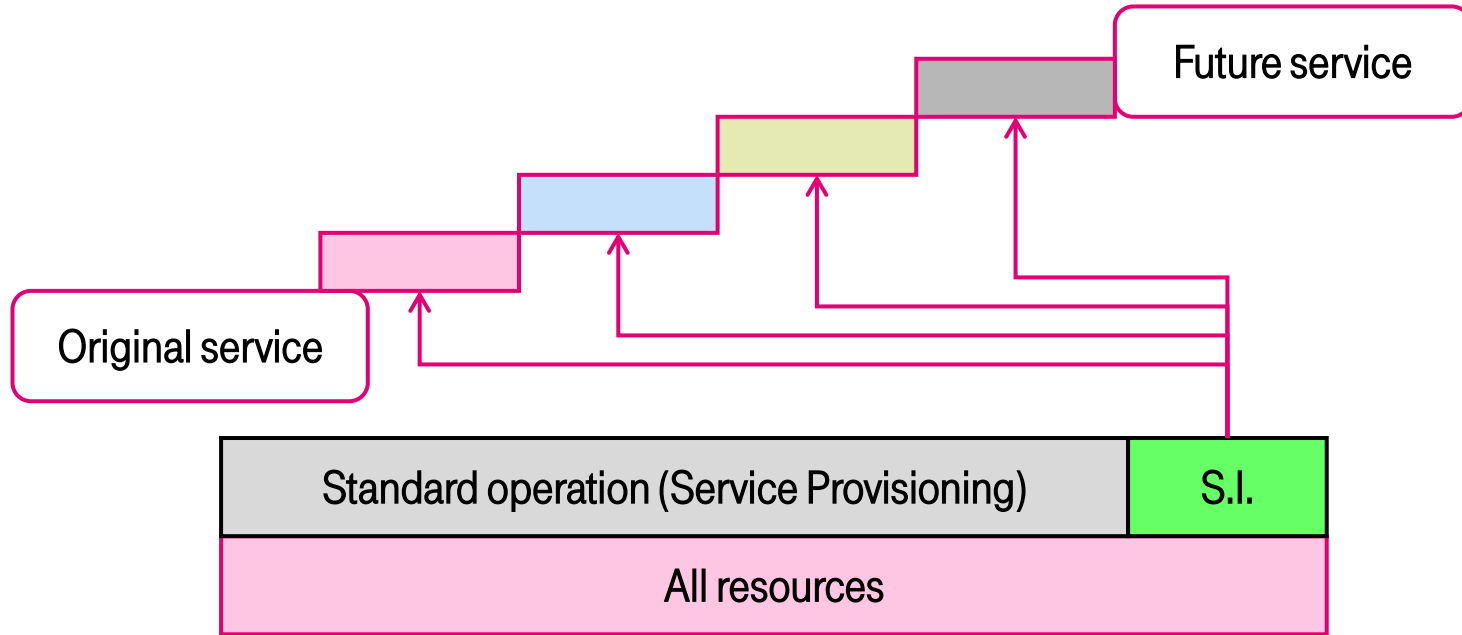 Future service
Original service
Standard operation (Service Provisioning)
S.I.
All resources